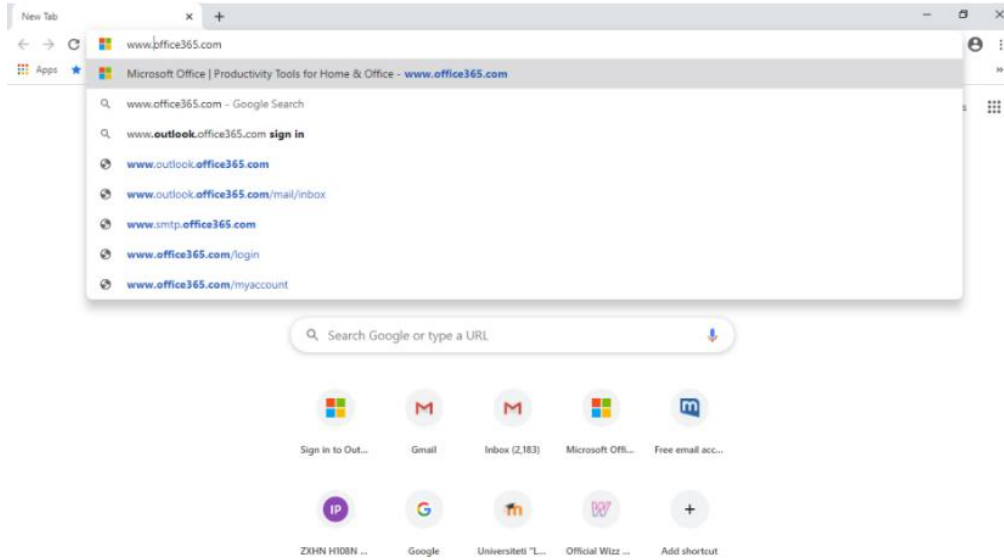 New Tab
www.office365.com
Apps
Microsoft Office | Productivity Tools for Home & Office - www.office365.com
www.office365.com - Google Search
www.outlook.office365.com sign in
www.outlook.office365.com
www.outlook.office365.com/mail/inbox
www.smtp.office365.com
www.office365.com/login
www.office365.com/myaccount
Search Google or type a URL
Sign in to Out... Gmail Inbox (2,183) Microsoft Offi... Free email acc...
IP G m W
ZXHN H108N ... Google Universiteti "L... Official Wizz ... Add shortcut